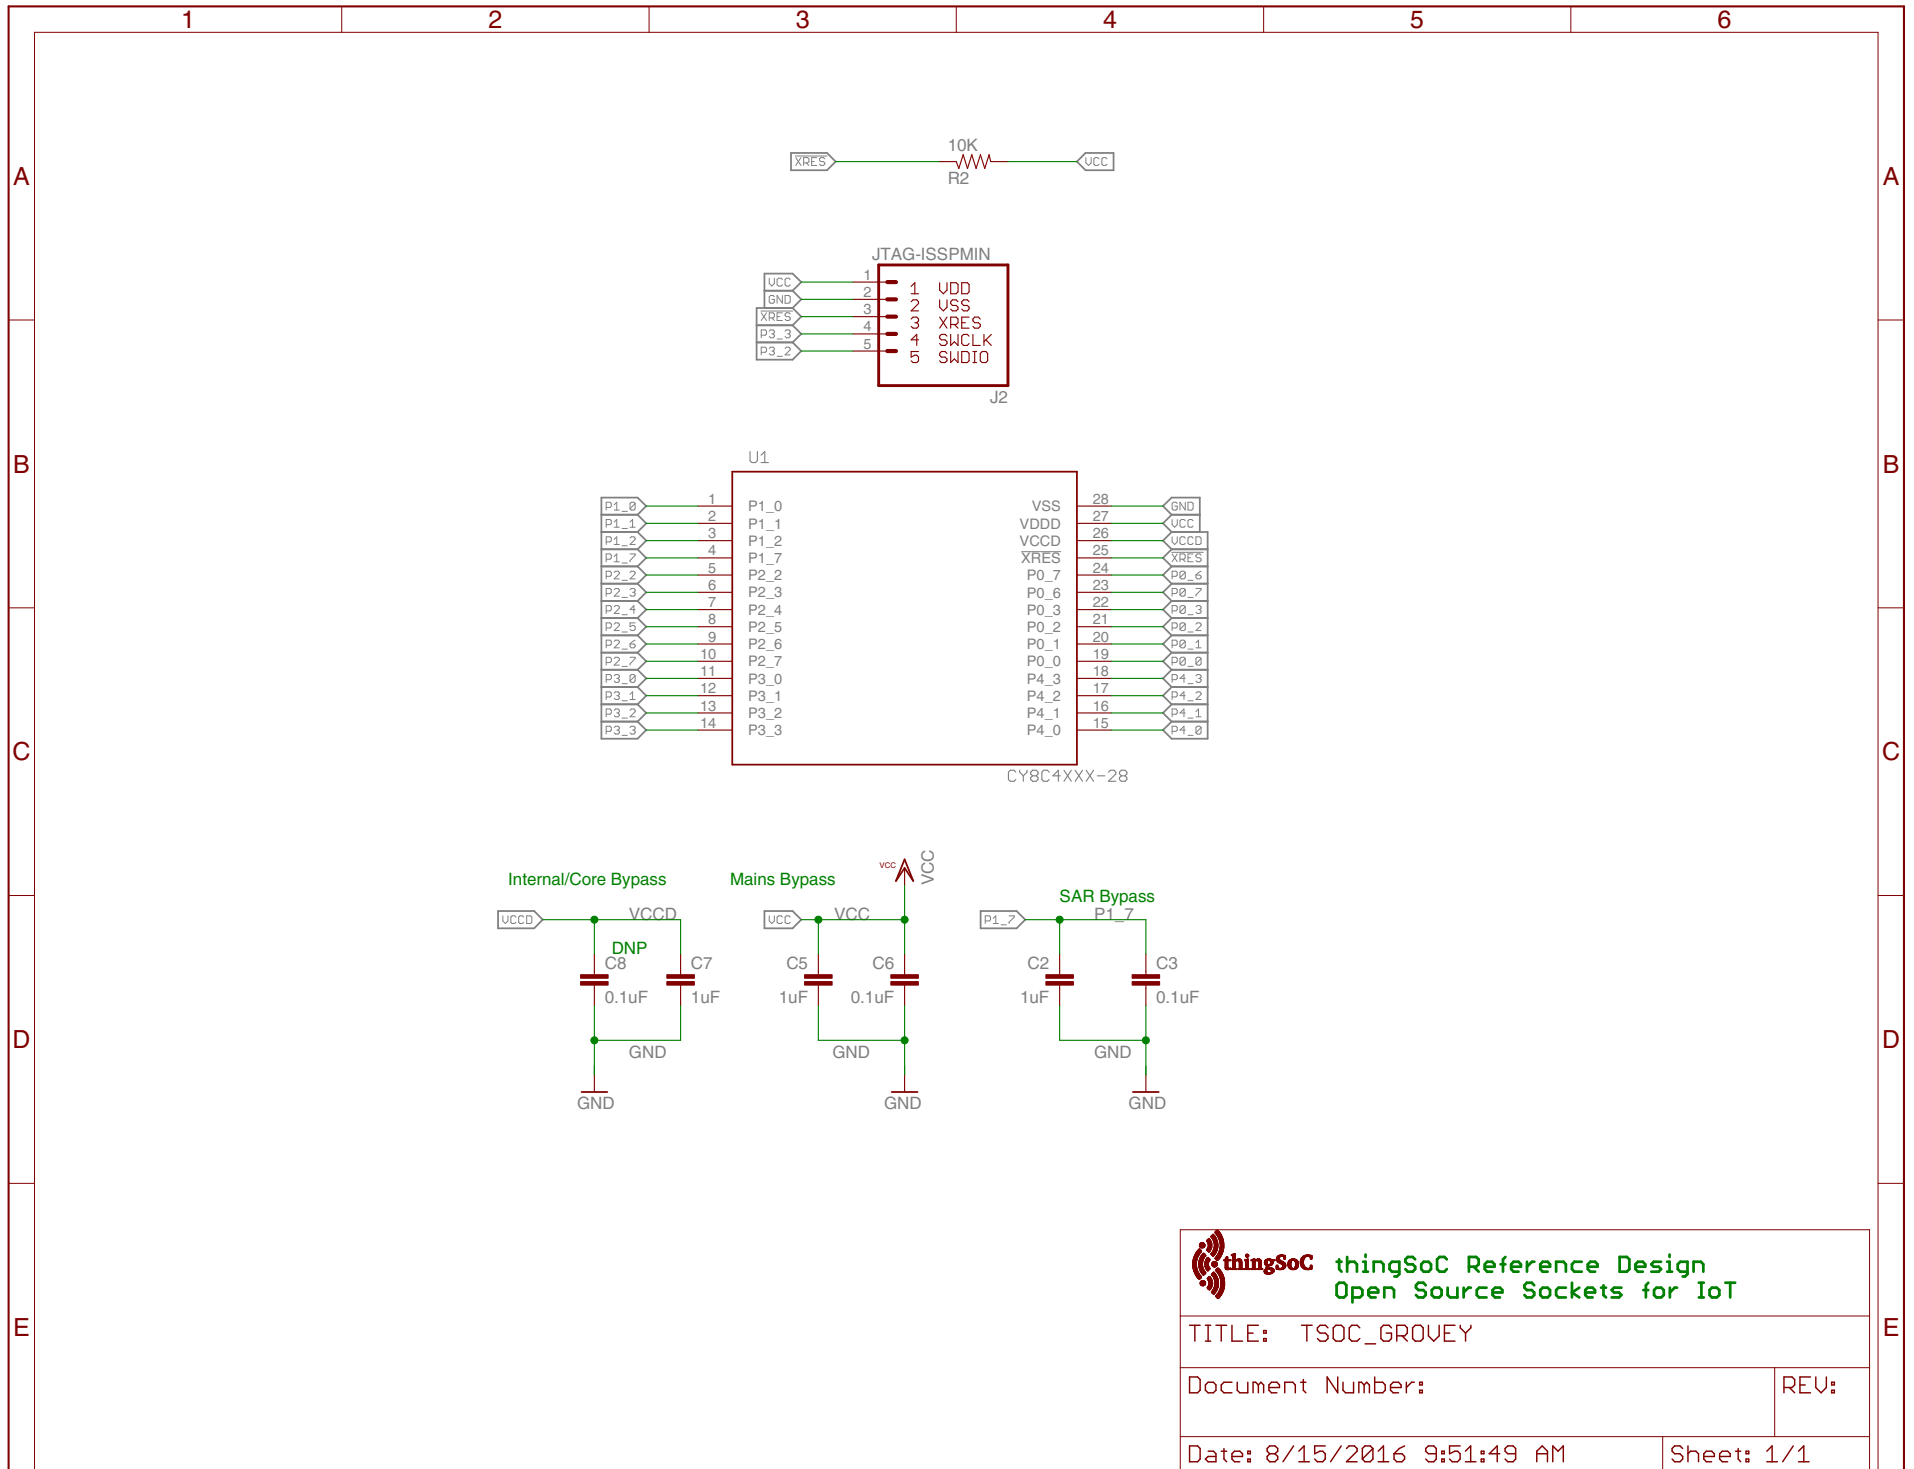 1 2 3 4 5 6
A A
10K
XRES VCC
R2
JTAG-ISSPMIN
VCC 1 1 VDD
GND 2 2 VSS
XRES 3 3 XRES
P3_3 4 4 SWCLK
P3_2 5 5 SWDIO
J2
B B
U1
P1_0 1 P1_0 VSS 28 GND
P1_1 2 P1_1 VDDD 27 VCC
P1_2 3 P1_2 VCCD 26 VCCD
P1_7 4 P1_7 XRES 25 XRES
P2_2 5 P2_2 P0_7 24 P0_6
P2_3 6 P2_3 P0_6 23 P0_7
P2_4 7 P2_4 P0_3 22 P0_3
P2_5 8 P2_5 P0_2 21 P0_2
P2_6 9 P2_6 P0_1 20 P0_1
P2_7 10 P2_7 P0_0 19 P0_0
P3_0 11 P3_0 P4_3 18 P4_3
P3_1 12 P3_1 P4_2 17 P4_2
P3_2 13 P3_2 P4_1 16 P4_1
P3_3 14 P3_3 P4_0 15 P4_0
C C
CY8C4XXX-28
Internal/Core Bypass Mains Bypass VCC VCC SAR Bypass
VCCD VCCD VCC VCC P1_7 P1_7
DNP
C8 C7 C5 C6 C2 C3
0.1uF 1uF 1uF 0.1uF 1uF 0.1uF
D D
GND GND GND
GND GND GND
thingSoC thingSoC Reference Design
Open Source Sockets for IoT
E E
TITLE: TSOC_GROVEY
Document Number: REV:
Date: 8/15/2016 9:51:49 AM Sheet: 1/1